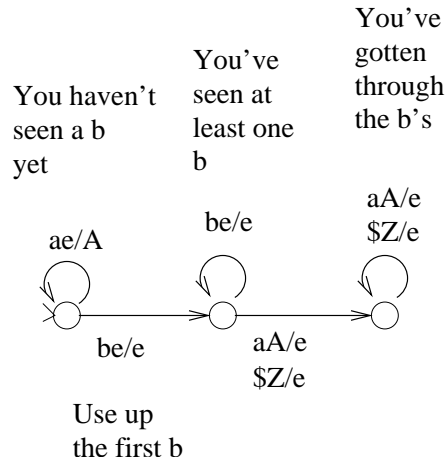 You haven't
seen a b
yet
You've
seen at
least one
b
You've
gotten
through
the b's
ae/A
be/e
aA/e
$Z/e
be/e
aA/e
$Z/e
Use up
the first b